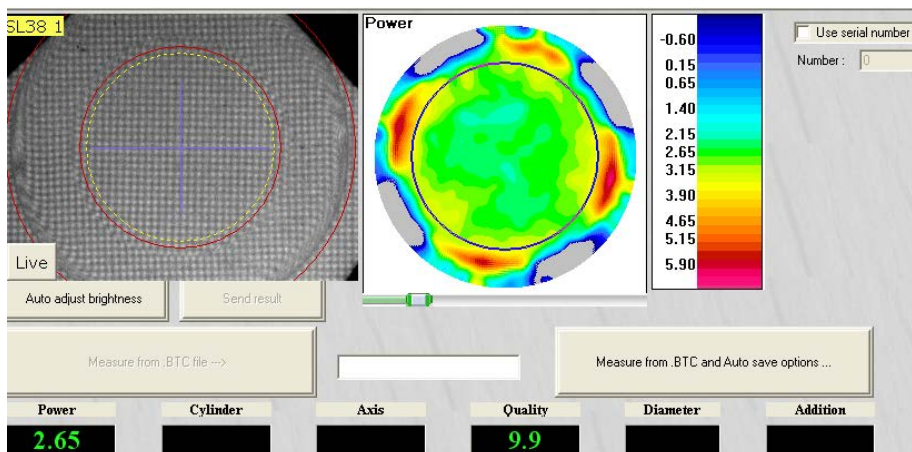 SL38 1
Power
-0.60
0.15
0.65
1.40
2.15
2.65
3.15
3.90
4.65
5.15
5.90
Use serial number
Number :
0
Live
Auto adjust brightness
Send result
Measure from .BTC file --->
Measure from .BTC and Auto save options ...
Power Cylinder Axis Quality Diameter Addition
2.65 9.9